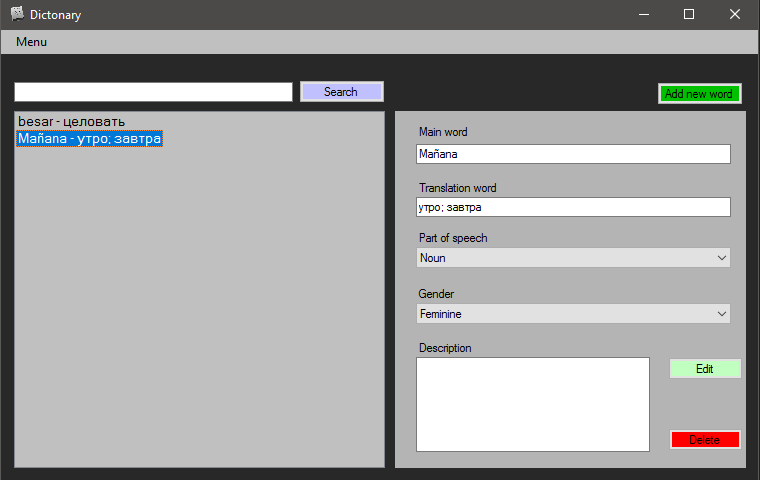 Dictonary
Menu
Search
Add new word
besar - целовать
Mañana - утро; завтра
Main word
Mañana
Translation word
утро; завтра
Part of speech
Noun
Gender
Feminine
Description
Edit
Delete